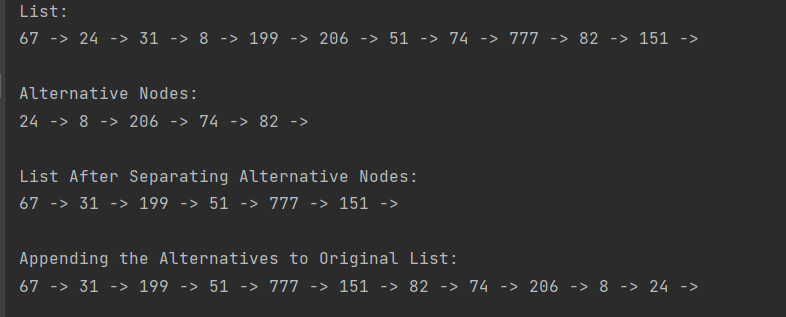 List:
67 -> 24 -> 31 -> 8 -> 199 -> 206 -> 51 -> 74 -> 777 -> 82 -> 151 ->
Alternative Nodes:
24 -> 8 -> 206 -> 74 -> 82 ->
List After Separating Alternative Nodes:
67 -> 31 -> 199 -> 51 -> 777 -> 151 ->
Appending the Alternatives to Original List:
67 -> 31 -> 199 -> 51 -> 777 -> 151 -> 82 -> 74 -> 206 -> 8 -> 24 ->